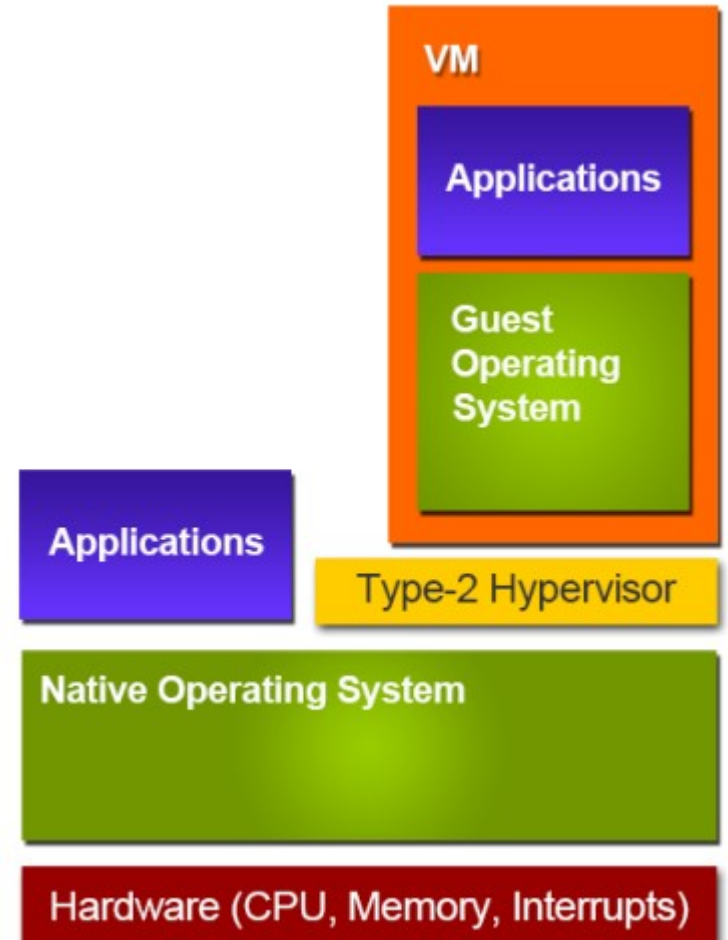 VM
Applications
Guest
Operating
System
Applications
Type-2 Hypervisor
Native Operating System
Hardware (CPU, Memory, Interrupts)